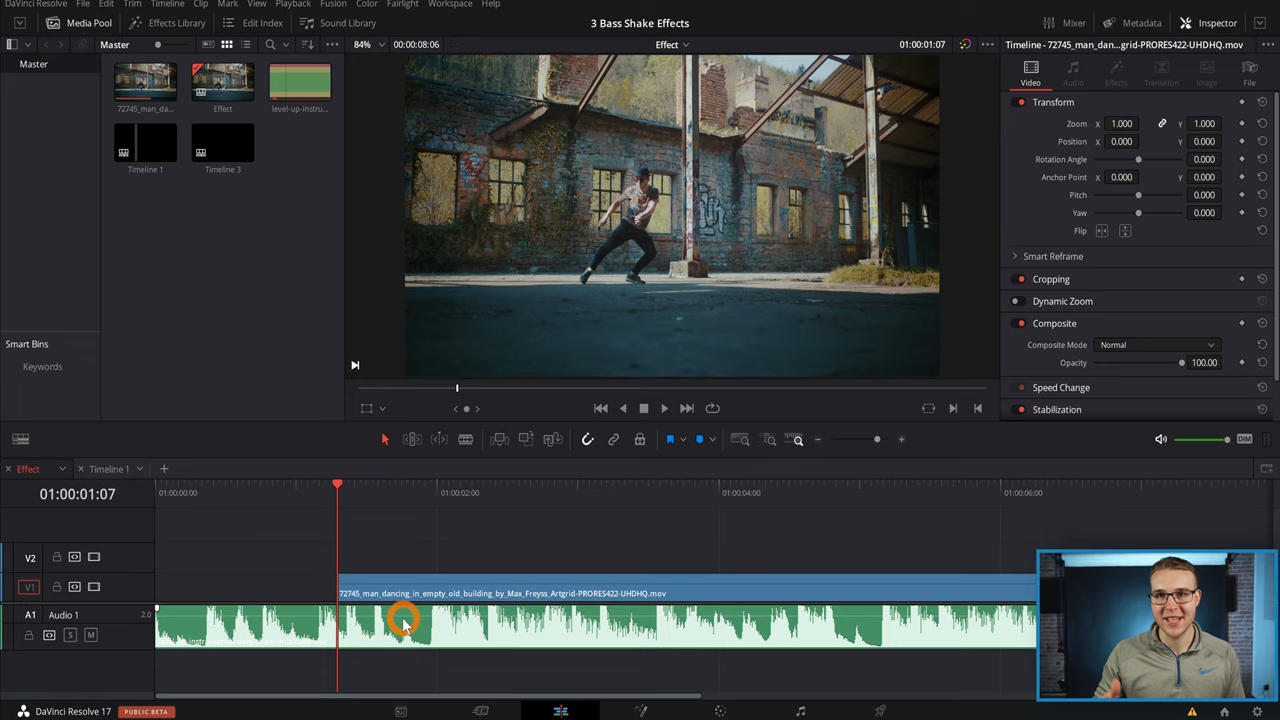 DaVinci Resolve File Edit Trim Timeline Clip Mark View Playback Fusion Color Fairlight Workspace Help
Media Pool Effects Library Edit Index Sound Library 3 Bass Shake Effects Mixer Metadata Inspector
Master 84% 00:00:08:06 Effect 01:00:01:07 Timeline - 72745_man_dan...grid-PRORES422-UHDHQ.mov
Master
Video Audio Effects Transition Image File
72745_man_da... Effect level-up-instru...
Timeline 1 Timeline 3
Transform
Zoom X 1.000 Y 1.000
Position X 0.000 Y 0.000
Rotation Angle 0.000
Anchor Point X 0.000 Y 0.000
Pitch 0.000
Yaw 0.000
Flip
Smart Reframe
Cropping
Dynamic Zoom
Composite
Composite Mode Normal
Opacity 100.00
Speed Change
Stabilization
Smart Bins
Keywords
DIM
Effect Timeline 1
01:00:01:07 01:00:00:00 01:00:02:00 01:00:04:00 01:00:06:00
V2
V1
72745_man_dancing_in_empty_old_building_by_Max_Freyss_Artgrid-PRORES422-UHDHQ.mov
A1 Audio 1 2.0
S M
DaVinci Resolve 17 PUBLIC BETA